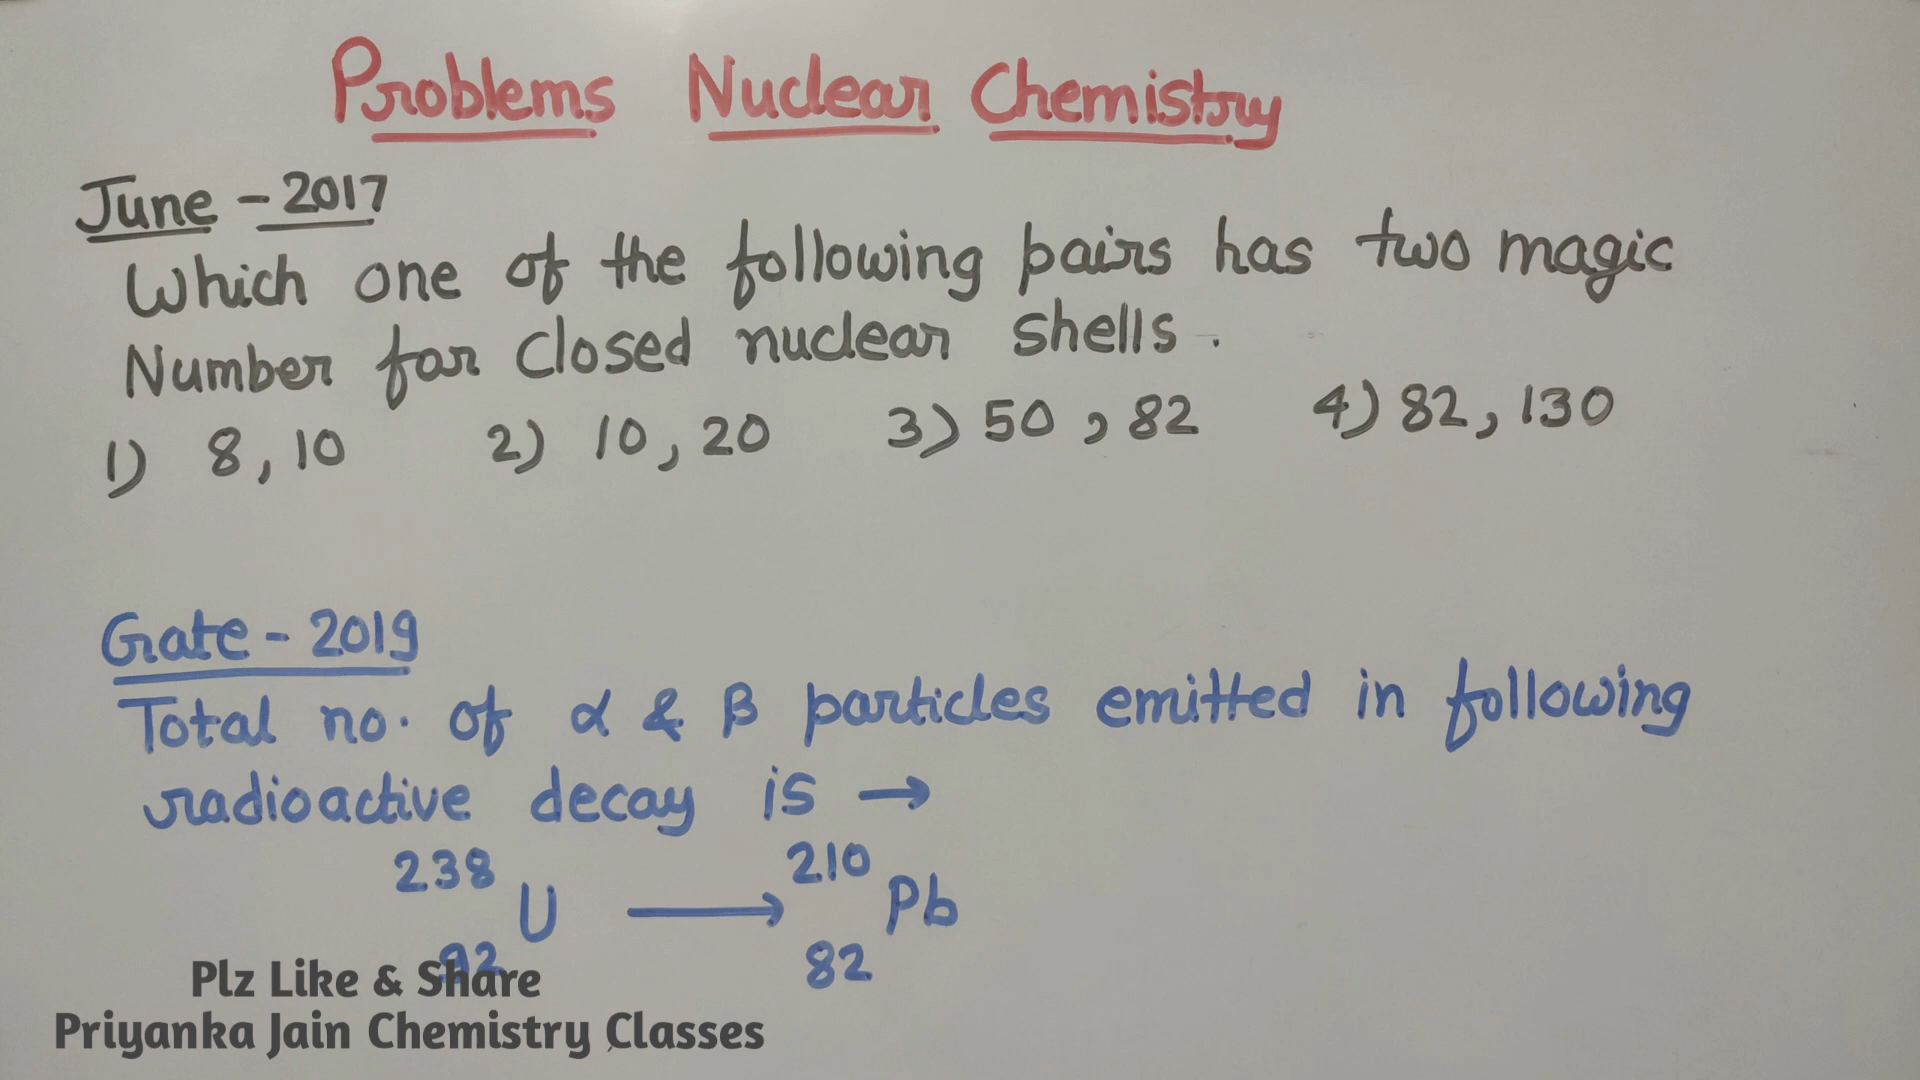 Problems Nuclear Chemistry
June - 2017
Which one of the following pairs has two magic
Number for closed nuclear shells.
1) 8, 10 2) 10, 20 3) 50, 82 4) 82, 130
Gate - 2019
Total no. of α & β particles emitted in following
radioactive decay is →
238 210
U → Pb
92 82
Plz Like & Share
Priyanka Jain Chemistry Classes